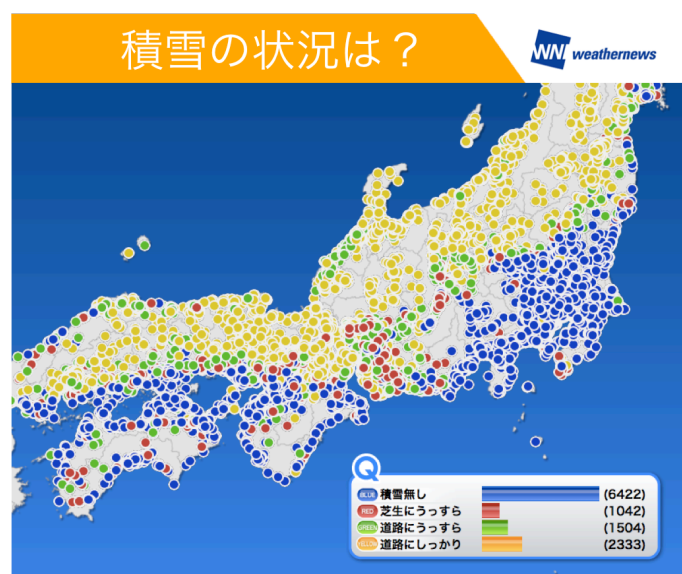 積雪の状況は？
WNI weathernews
Q
BLUE 積雪無し (6422)
RED 芝生にうっすら (1042)
GREEN 道路にうっすら (1504)
YELLOW 道路にしっかり (2333)